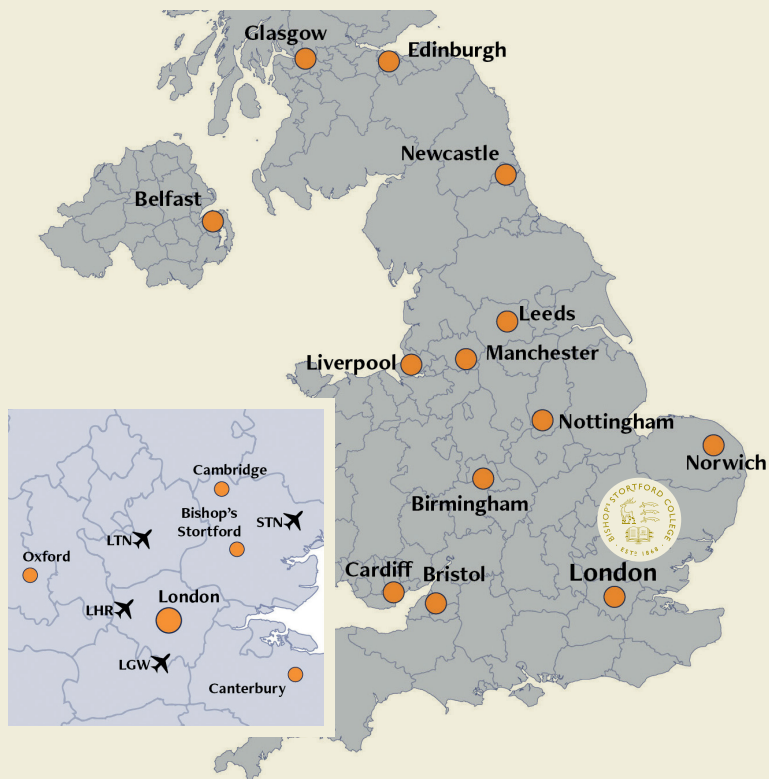 Glasgow
Edinburgh
Newcastle
Belfast
Leeds
Liverpool
Manchester
Nottingham
Norwich
Birmingham
BISHOP'S STORTFORD COLLEGE
· ESTD 1868 ·
Cardiff
Bristol
London
Cambridge
Bishop's
Stortford
STN
LTN
Oxford
London
LHR
LGW
Canterbury